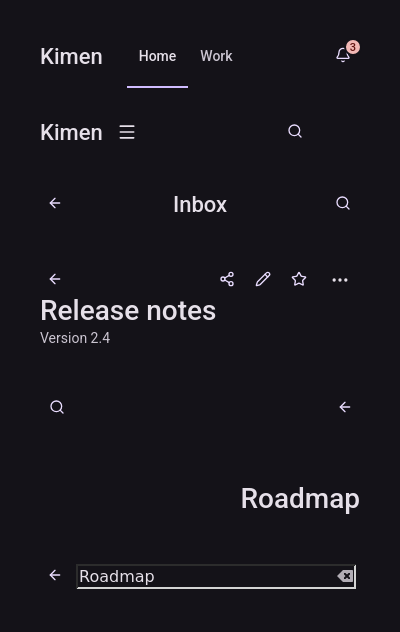 Kimen Home Work 3
Kimen
Inbox
Release notes
Version 2.4
Roadmap
Roadmap